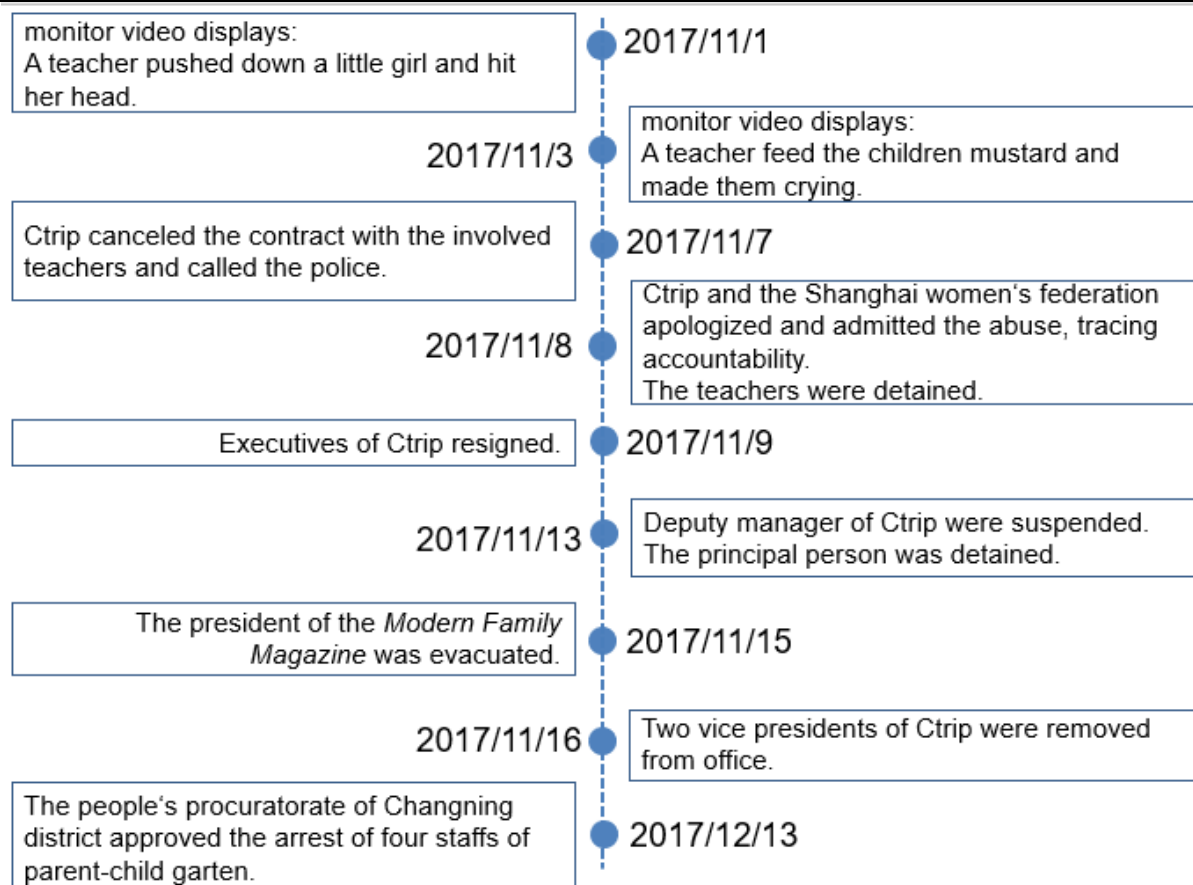 monitor video displays:
A teacher pushed down a little girl and hit
her head.
2017/11/1
2017/11/3
monitor video displays:
A teacher feed the children mustard and
made them crying.
Ctrip canceled the contract with the involved
teachers and called the police.
2017/11/7
2017/11/8
Ctrip and the Shanghai women‘s federation
apologized and admitted the abuse, tracing
accountability.
The teachers were detained.
Executives of Ctrip resigned.
2017/11/9
2017/11/13
Deputy manager of Ctrip were suspended.
The principal person was detained.
The president of the Modern Family
Magazine was evacuated.
2017/11/15
2017/11/16
Two vice presidents of Ctrip were removed
from office.
The people‘s procuratorate of Changning
district approved the arrest of four staffs of
parent-child garten.
2017/12/13